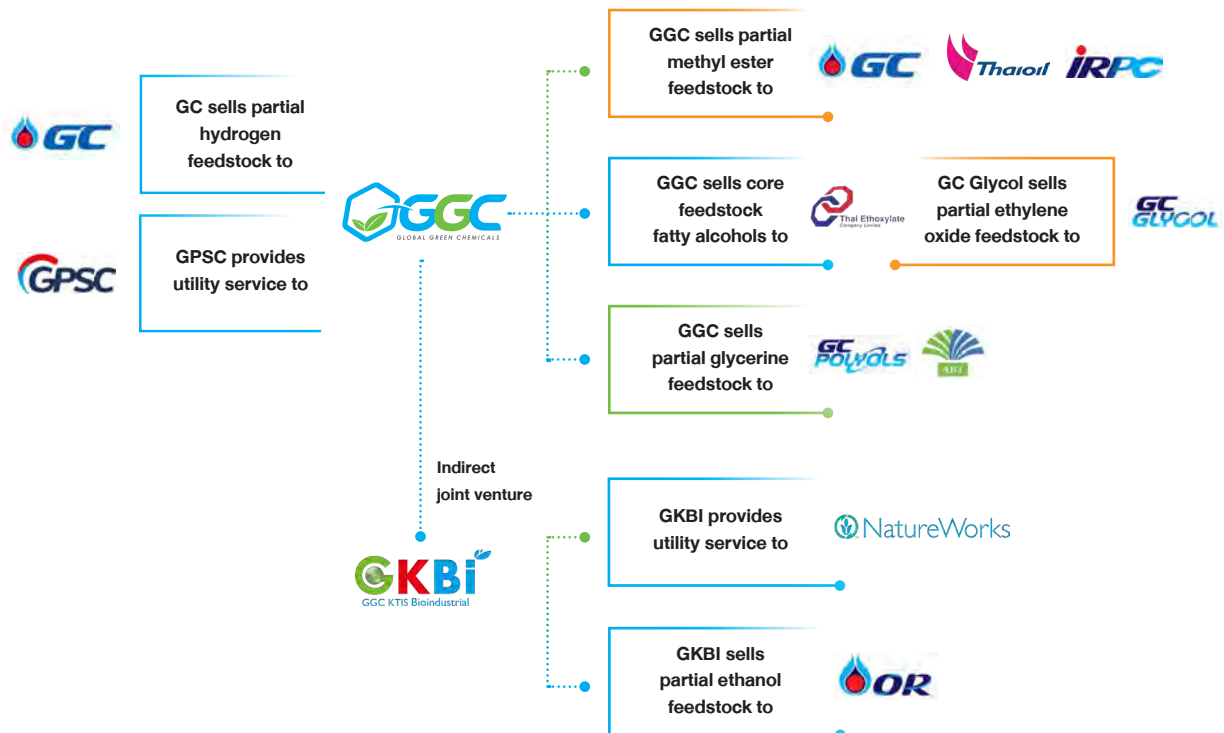 GC
GC sells partial
hydrogen
feedstock to
GPSC
GPSC provides
utility service to
GGC
GLOBAL GREEN CHEMICALS
GGC sells partial
methyl ester
feedstock to
GC
Thaioil
IRPC
GGC sells core
feedstock
fatty alcohols to
Thai Ethoxylate
Company Limited
GC Glycol sells
partial ethylene
oxide feedstock to
GC
GLYCOL
GGC sells
partial glycerine
feedstock to
GC
POLYOLS
ABT
Indirect
joint venture
GKBi
GGC KTIS Bioindustrial
GKBI provides
utility service to
NatureWorks
GKBI sells
partial ethanol
feedstock to
OR